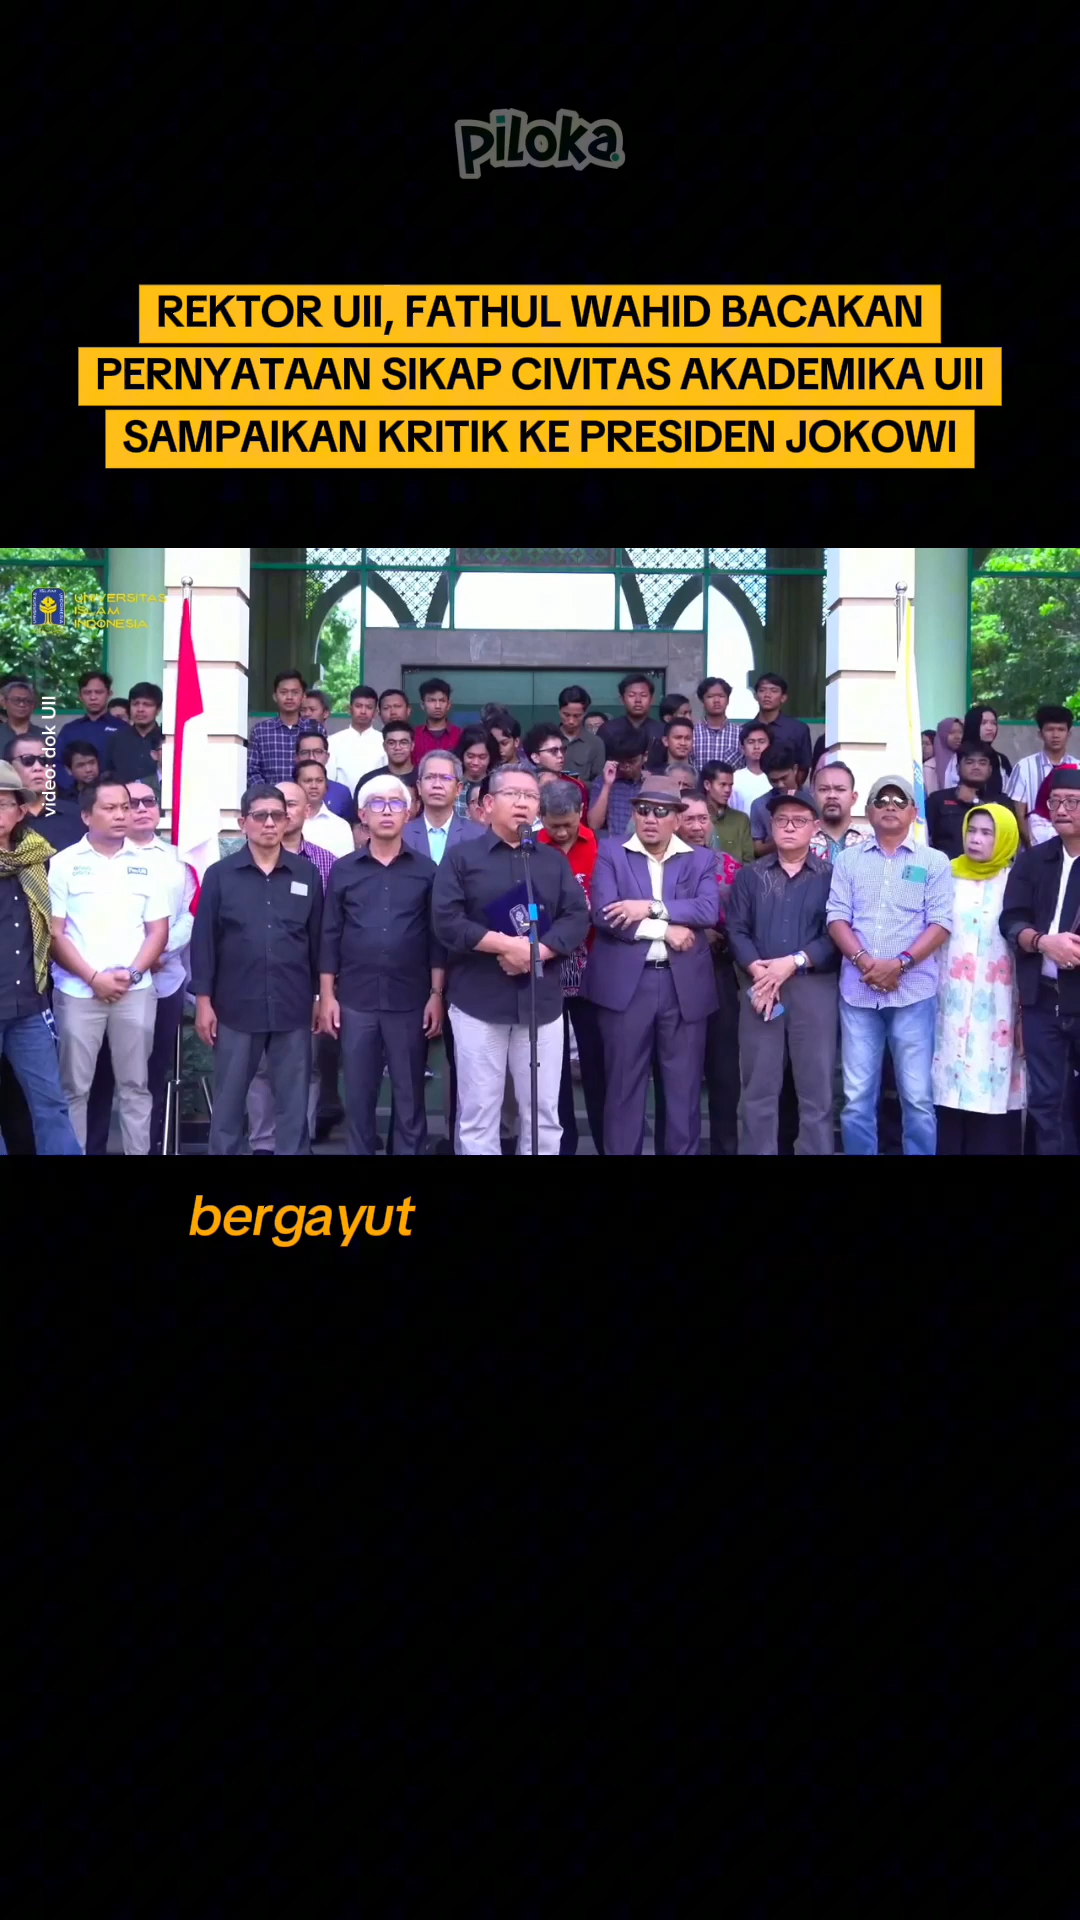 piloka.
REKTOR UII, FATHUL WAHID BACAKAN
PERNYATAAN SIKAP CIVITAS AKADEMIKA UII
SAMPAIKAN KRITIK KE PRESIDEN JOKOWI
UNIVERSITAS
ISLAM
INDONESIA
video: dok UII
bergayut